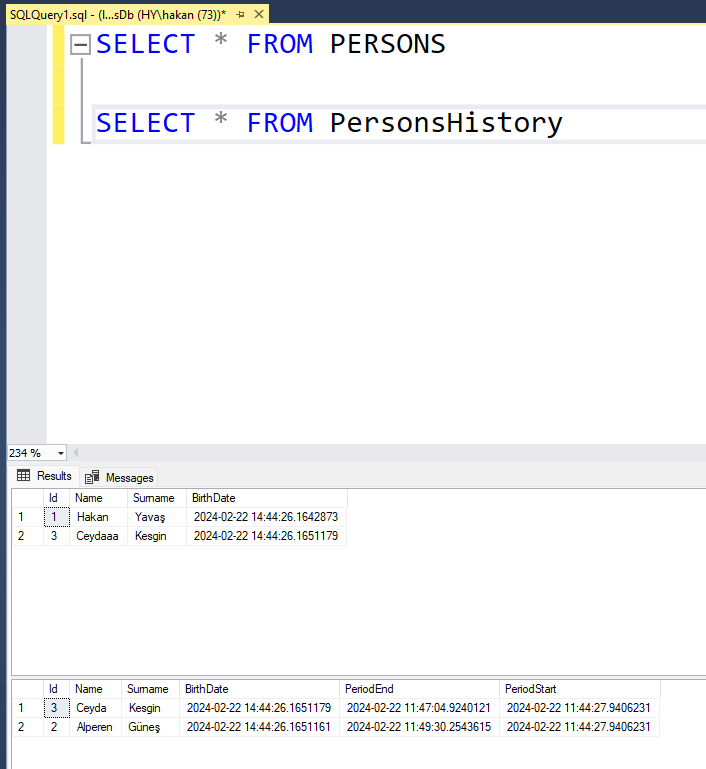 SQLQuery1.sql - (l...sDb (HY\hakan (73))*
SELECT * FROM PERSONS
SELECT * FROM PersonsHistory
234 %
Results Messages
Id Name Surname BirthDate
1 1 Hakan Yavaş 2024-02-22 14:44:26.1642873
2 3 Ceydaaa Kesgin 2024-02-22 14:44:26.1651179
Id Name Surname BirthDate PeriodEnd PeriodStart
1 3 Ceyda Kesgin 2024-02-22 14:44:26.1651179 2024-02-22 11:47:04.9240121 2024-02-22 11:44:27.9406231
2 2 Alperen Güneş 2024-02-22 14:44:26.1651161 2024-02-22 11:49:30.2543615 2024-02-22 11:44:27.9406231